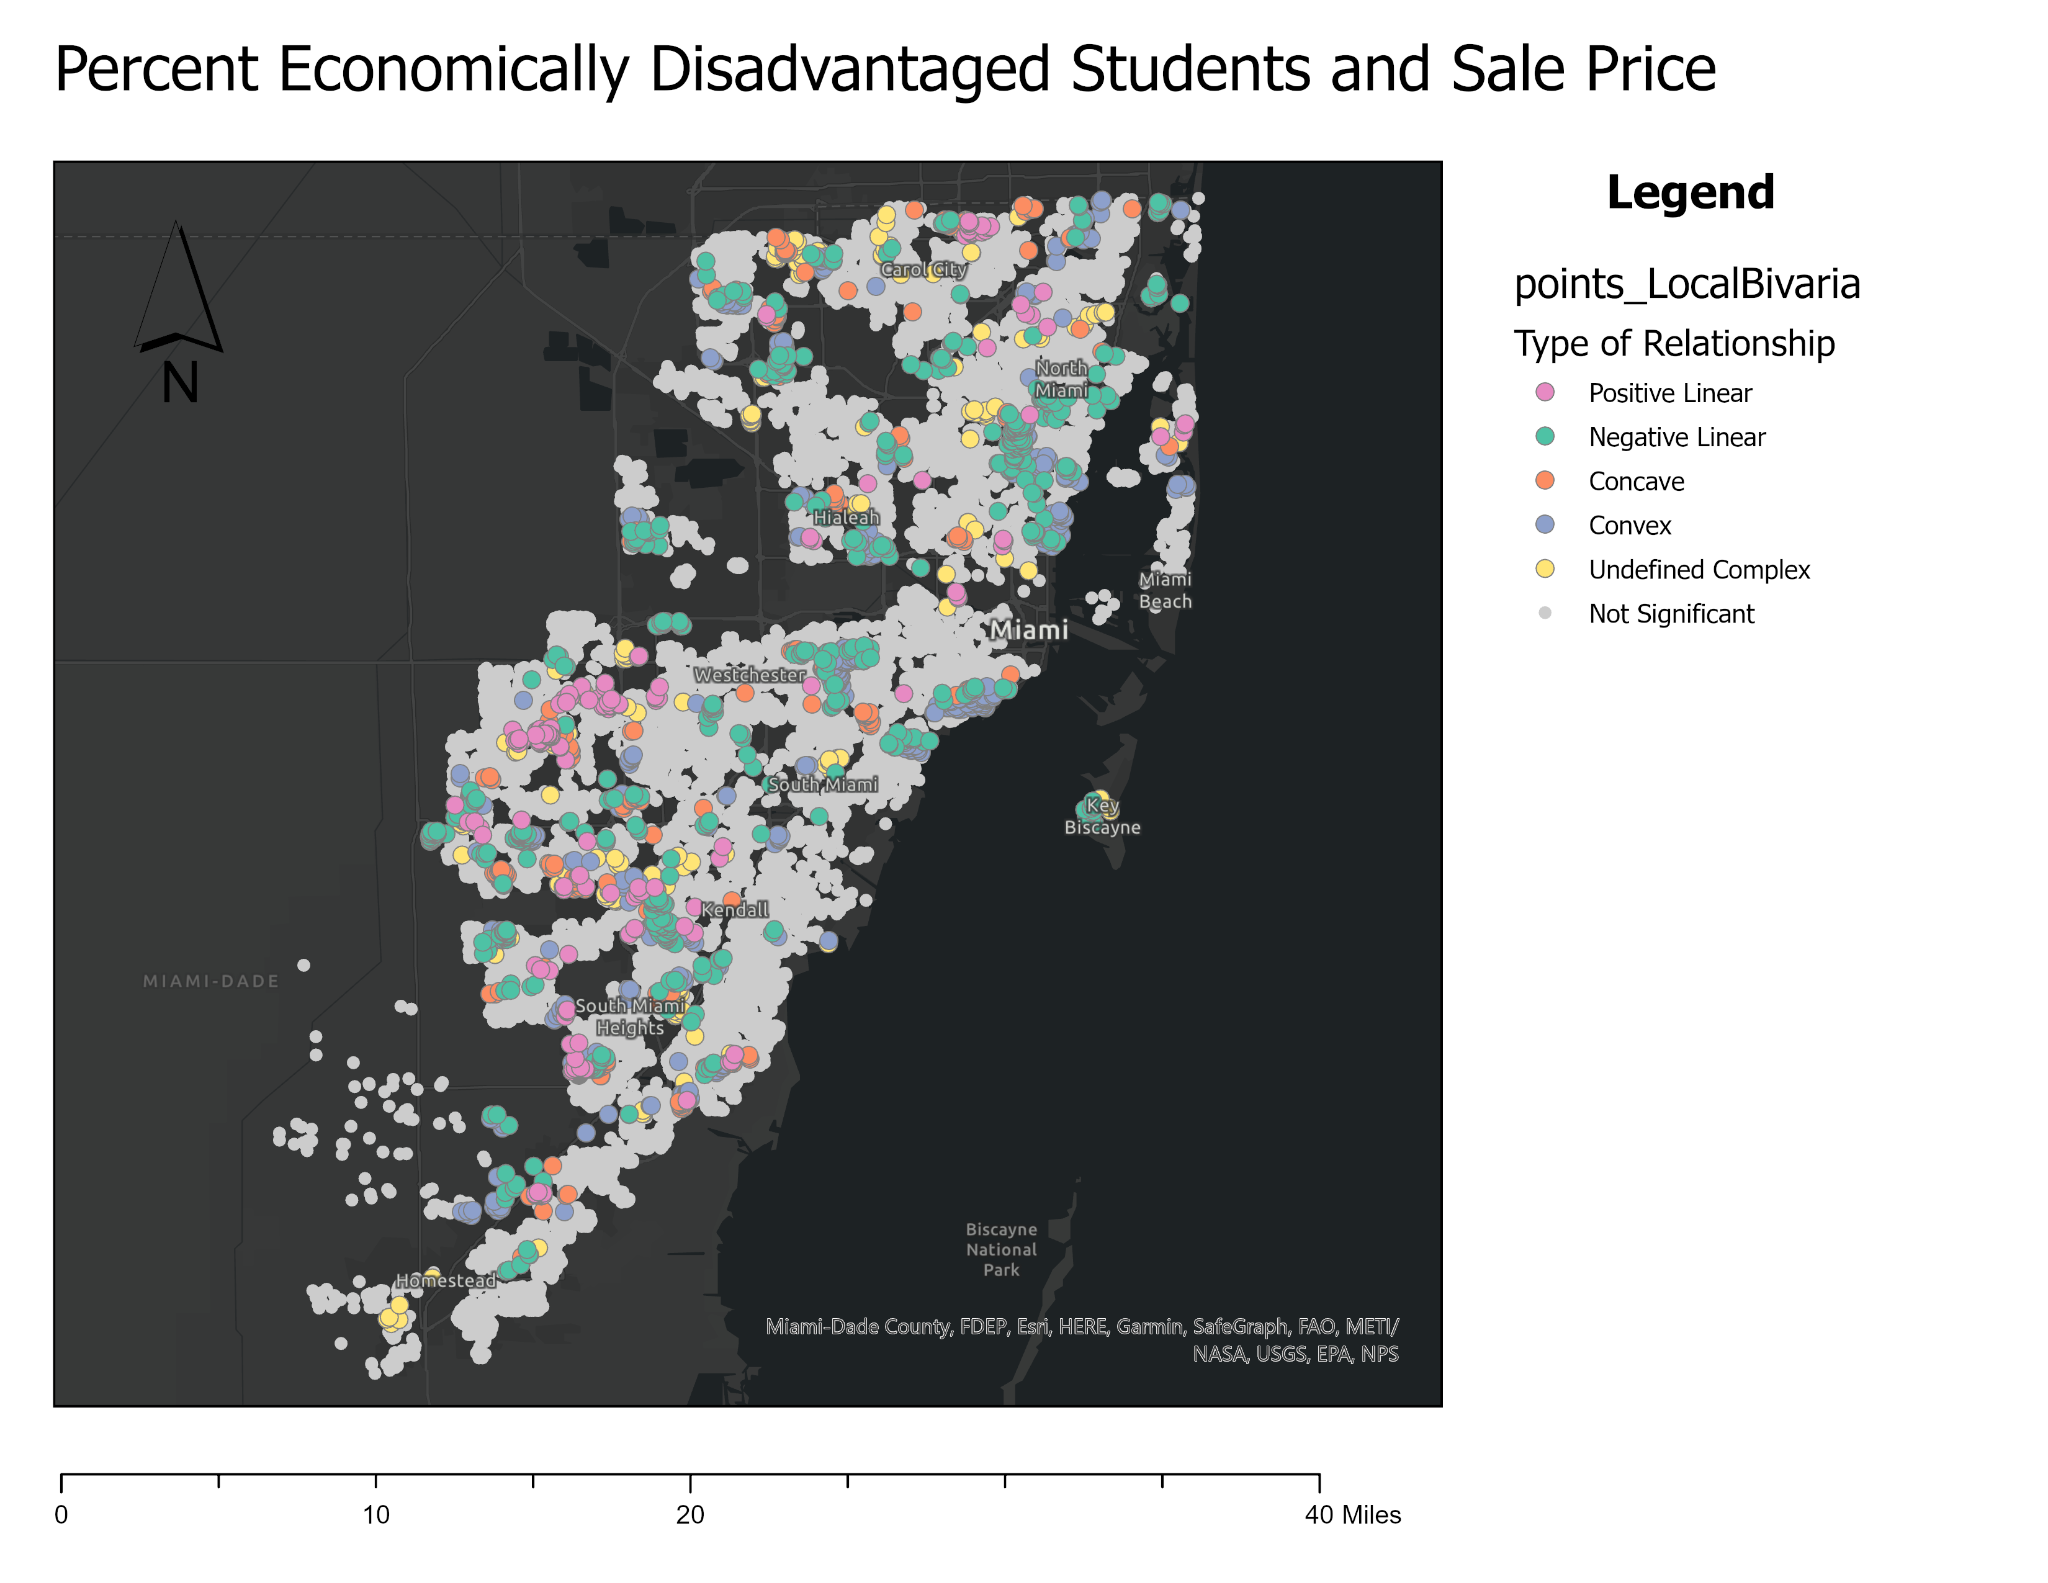 Percent Economically Disadvantaged Students and Sale Price
Legend
points_LocalBivaria
Type of Relationship
Positive Linear
Negative Linear
Concave
Convex
Undefined Complex
Not Significant
N
Carol City
North
Miami
Hialeah
Miami
Beach
Miami
Westchester
South Miami
Key
Biscayne
Kendall
MIAMI-DADE
South Miami
Heights
Biscayne
National
Park
Homestead
Miami-Dade County, FDEP, Esri, HERE, Garmin, SafeGraph, FAO, METI/
NASA, USGS, EPA, NPS
0 10 20 40 Miles